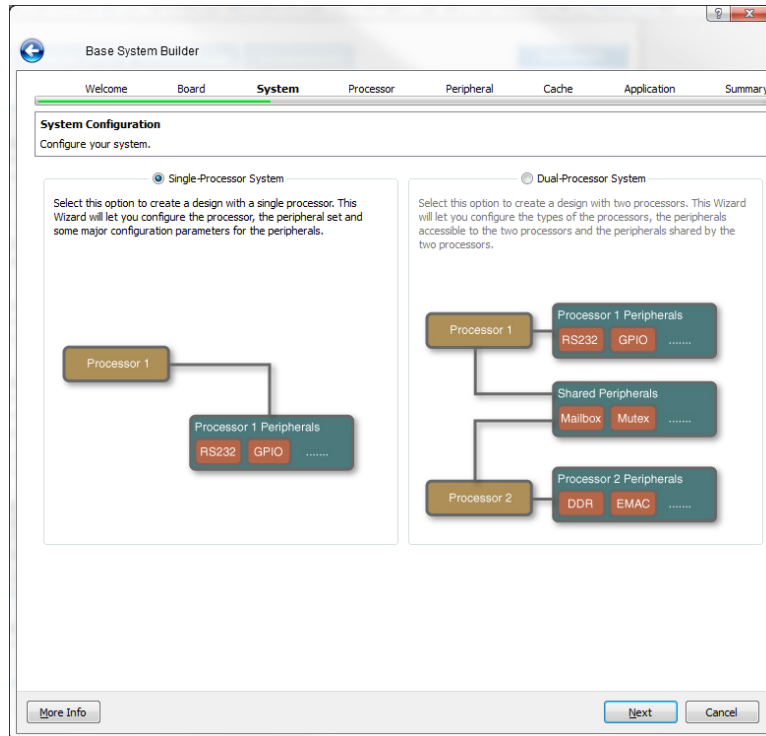 Base System Builder
Welcome Board System Processor Peripheral Cache Application Summary
System Configuration
Configure your system.
Single-Processor System
Select this option to create a design with a single processor. This
Wizard will let you configure the processor, the peripheral set and
some major configuration parameters for the peripherals.
Processor 1
Processor 1 Peripherals
RS232 GPIO .......
Dual-Processor System
Select this option to create a design with two processors. This Wizard
will let you configure the types of the processors, the peripherals
accessible to the two processors and the peripherals shared by the
two processors.
Processor 1
Processor 1 Peripherals
RS232 GPIO .......
Shared Peripherals
Mailbox Mutex .......
Processor 2
Processor 2 Peripherals
DDR EMAC .......
More Info Next Cancel